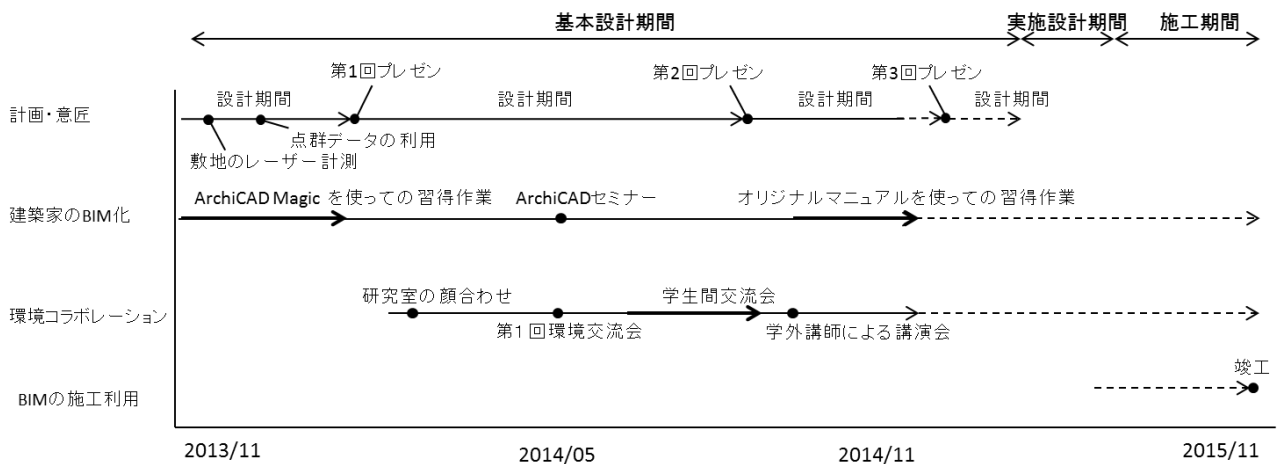 基本設計期間
実施設計期間
施工期間
第1回プレゼン
第2回プレゼン
第3回プレゼン
計画・意匠
設計期間
設計期間
設計期間
設計期間
点群データの利用
敷地のレーザー計測
建築家のBIM化
ArchiCAD Magic を使っての習得作業
ArchiCADセミナー
オリジナルマニュアルを使っての習得作業
環境コラボレーション
研究室の顔合わせ
学生間交流会
第1回環境交流会
学外講師による講演会
BIMの施工利用
竣工
2013/11
2014/05
2014/11
2015/11